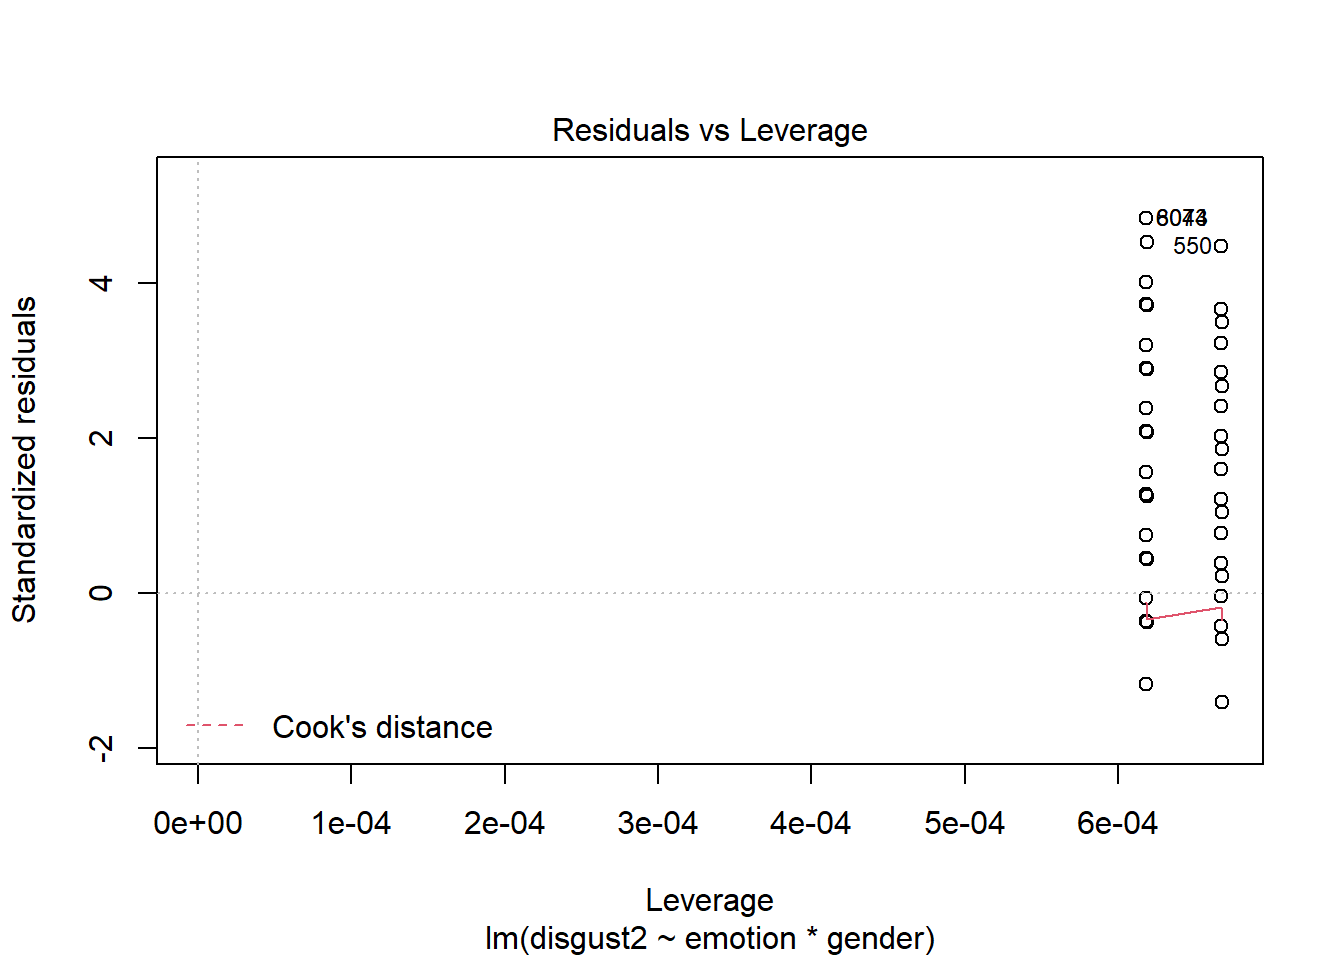 Residuals vs Leverage
Standardized residuals
4
2
0
-2
550
Cook's distance
0e+00 1e-04 2e-04 3e-04 4e-04 5e-04 6e-04
Leverage
lm(disgust2 ~ emotion * gender)